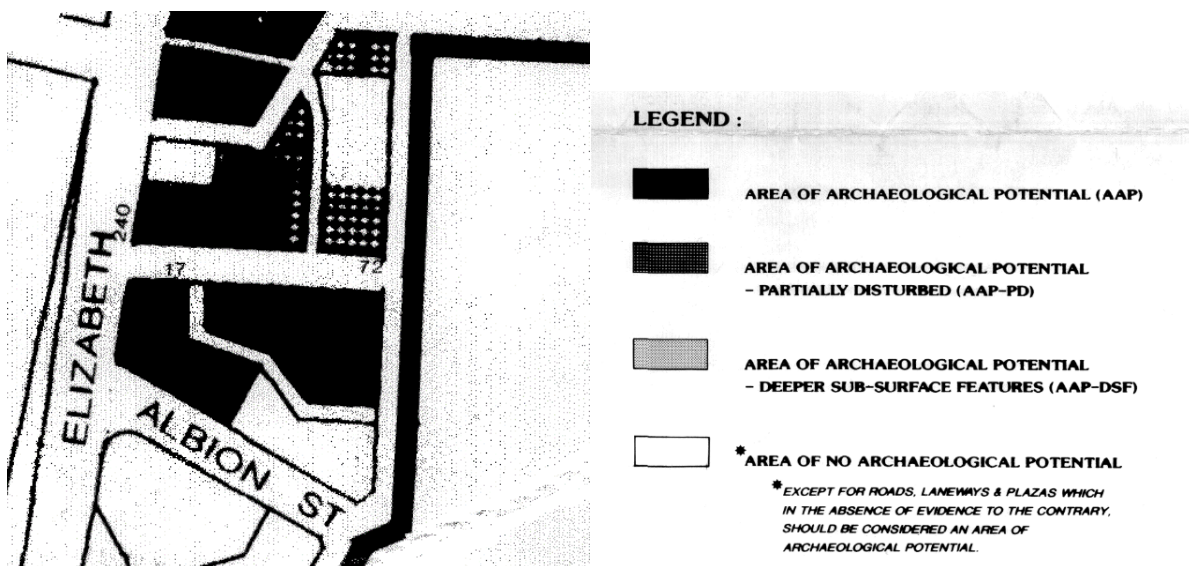 240
17
72
ELIZABETH
ALBION ST
LEGEND :
AREA OF ARCHAEOLOGICAL POTENTIAL (AAP)
AREA OF ARCHAEOLOGICAL POTENTIAL
- PARTIALLY DISTURBED (AAP-PD)
AREA OF ARCHAEOLOGICAL POTENTIAL
- DEEPER SUB-SURFACE FEATURES (AAP-DSF)
*AREA OF NO ARCHAEOLOGICAL POTENTIAL
*EXCEPT FOR ROADS, LANEWAYS & PLAZAS WHICH
IN THE ABSENCE OF EVIDENCE TO THE CONTRARY,
SHOULD BE CONSIDERED AN AREA OF
ARCHAEOLOGICAL POTENTIAL.